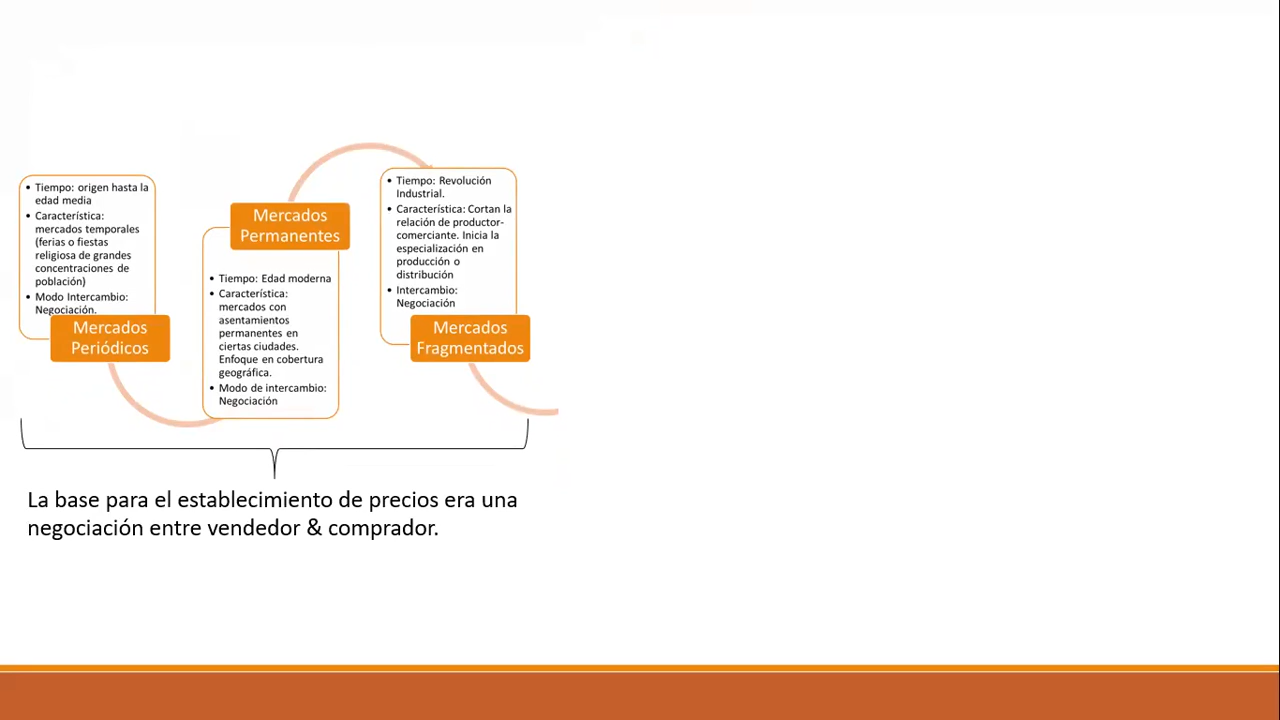 • Tiempo: origen hasta la
edad media
• Característica:
mercados temporales
(ferias o fiestas
religiosa de grandes
concentraciones de
población)
• Modo Intercambio:
Negociación.
Mercados
Periódicos
Mercados
Permanentes
• Tiempo: Edad moderna
• Característica:
mercados con
asentamientos
permanentes en
ciertas ciudades.
Enfoque en cobertura
geográfica.
• Modo de intercambio:
Negociación
• Tiempo: Revolución
Industrial.
• Característica: Cortan la
relación de productor-
comerciante. Inicia la
especialización en
producción o
distribución
• Intercambio:
Negociación
Mercados
Fragmentados
La base para el establecimiento de precios era una
negociación entre vendedor & comprador.